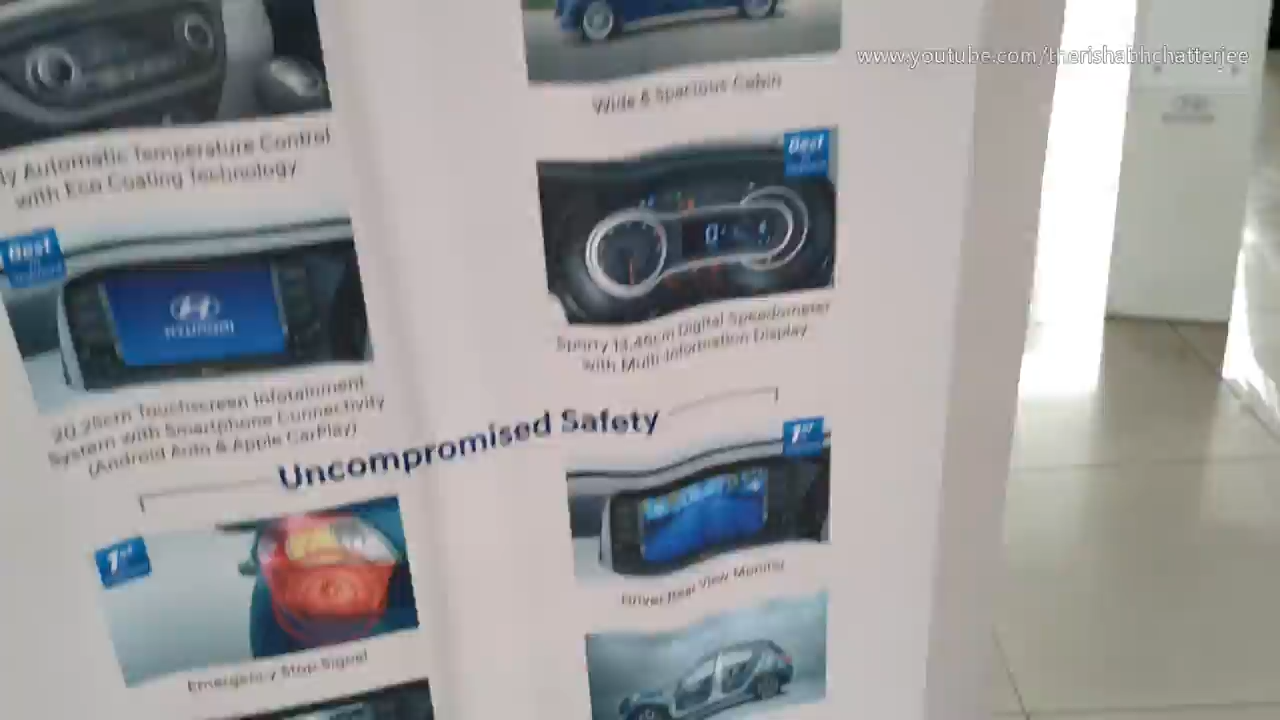 www.youtube.com/therishabhchatterjee
Wide & Spacious Cabin
Automatic Temperature Control
with Eco Coating Technology
Best
HYUNDAI
20.25cm Touchscreen Infotainment
System with Smartphone Connectivity
(Android Auto & Apple CarPlay)
Best
Sporty 13.46cm Digital Speedometer
with Multi Information Display
Uncompromised Safety
1st
Emergency Stop Signal
1st
Driver Rear View Monitor